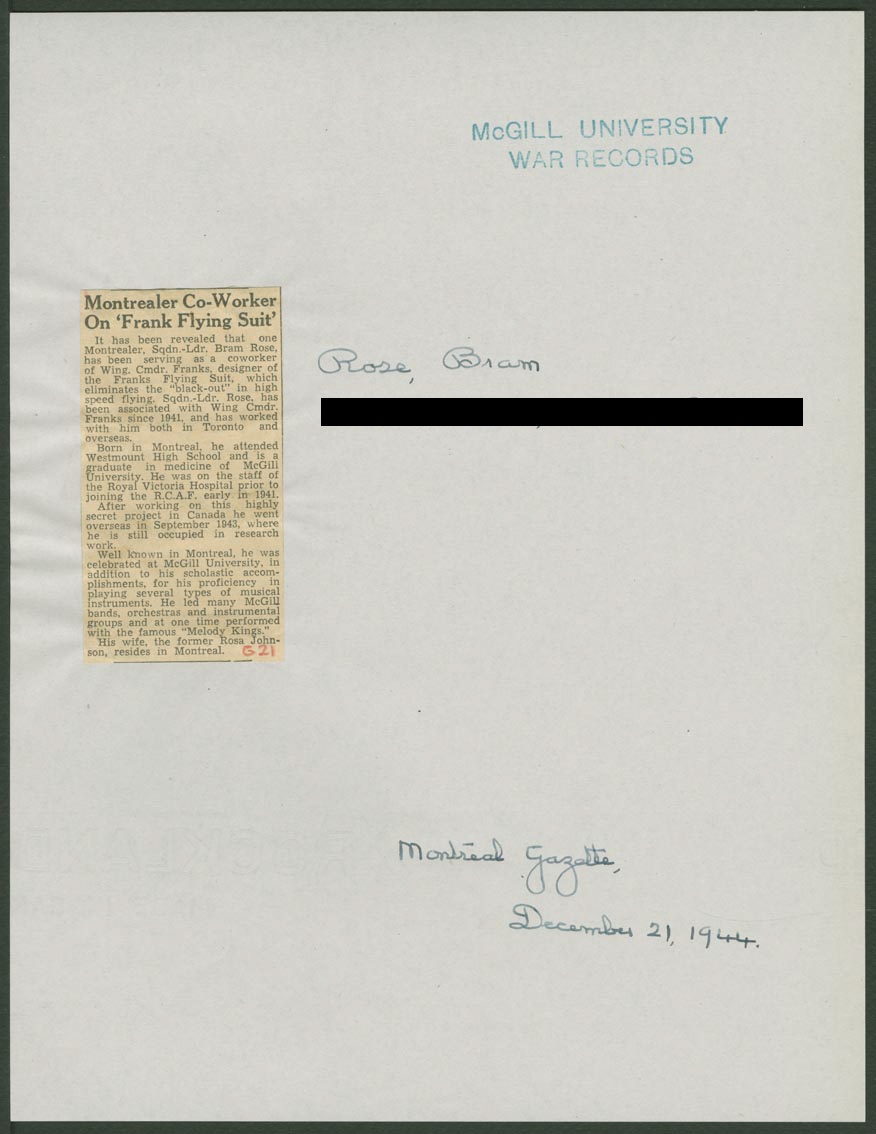 McGILL UNIVERSITY
WAR RECORDS
Montrealer Co-Worker
On 'Frank Flying Suit'
It has been revealed that one
Montrealer, Sqdn.-Ldr. Bram Rose,
has been serving as a coworker
of Wing. Cmdr. Franks, designer of
the Franks Flying Suit, which
eliminates the "black-out" in high
speed flying. Sqdn.-Ldr. Rose, has
been associated with Wing Cmdr.
Franks since 1941, and has worked
with him both in Toronto and
overseas.
Born in Montreal, he attended
Westmount High School and is a
graduate in medicine of McGill
University. He was on the staff of
the Royal Victoria Hospital prior to
joining the R.C.A.F. early in 1941.
After working on this highly
secret project in Canada he went
overseas in September 1943, where
he is still occupied in research
work.
Well known in Montreal, he was
celebrated at McGill University, in
addition to his scholastic accom-
plishments, for his proficiency in
playing several types of musical
instruments. He led many McGill
bands, orchestras and instrumental
groups and at one time performed
with the famous "Melody Kings."
His wife, the former Rosa John-
son, resides in Montreal.
G21
Rose, Bram
Montreal Gazette,
December 21, 1944.